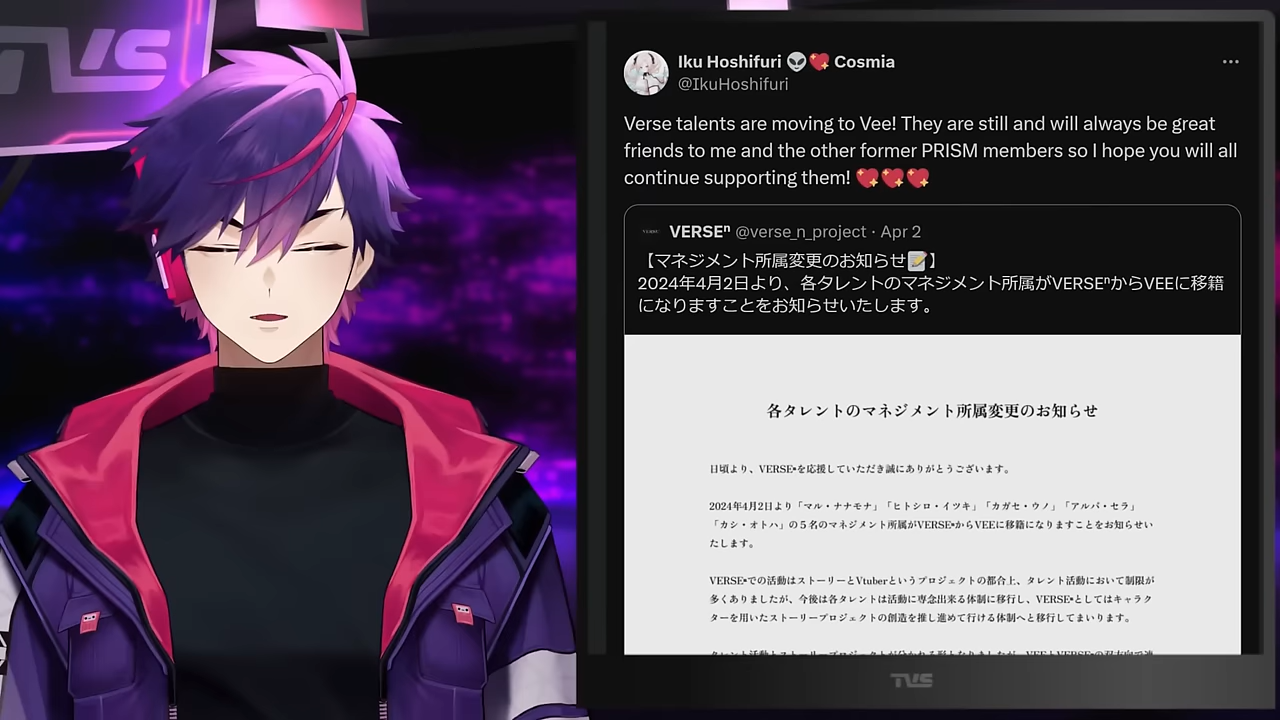 TVS
Iku Hoshifuri 👽💖 Cosmia
@IkuHoshifuri
Verse talents are moving to Vee! They are still and will always be great
friends to me and the other former PRISM members so I hope you will all
continue supporting them! 💖💖💖
VERSEⁿ @verse_n_project · Apr 2
【マネジメント所属変更のお知らせ📝】
2024年4月2日より、各タレントのマネジメント所属がVERSEⁿからVEEに移籍
になりますことをお知らせいたします。
各タレントのマネジメント所属変更のお知らせ
日頃より、VERSEⁿを応援していただき誠にありがとうございます。
2024年4月2日より「マル・ナナモナ」「ヒトシロ・イツキ」「カガセ・ウノ」「アルバ・セラ」
「カシ・オトハ」の５名のマネジメント所属がVERSEⁿからVEEに移籍になりますことをお知らせい
たします。
VERSEⁿでの活動はストーリーとVtuberというプロジェクトの都合上、タレント活動において制限が
多くありましたが、今後は各タレントは活動に専念出来る体制に移行し、VERSEⁿとしてはキャラク
ターを用いたストーリープロジェクトの創造を推し進めて行ける体制へと移行してまいります。
TVS